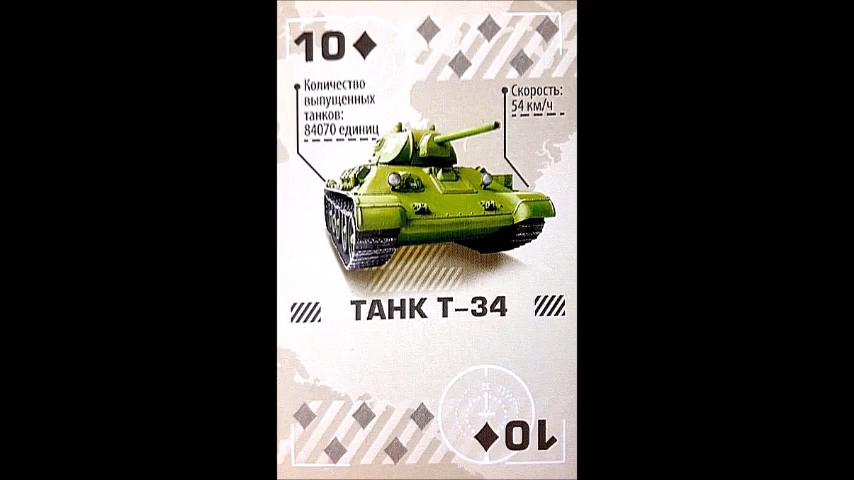 10
Количество
выпущенных
танков:
84070 единиц
Скорость:
54 км/ч
ТАНК Т-34
10